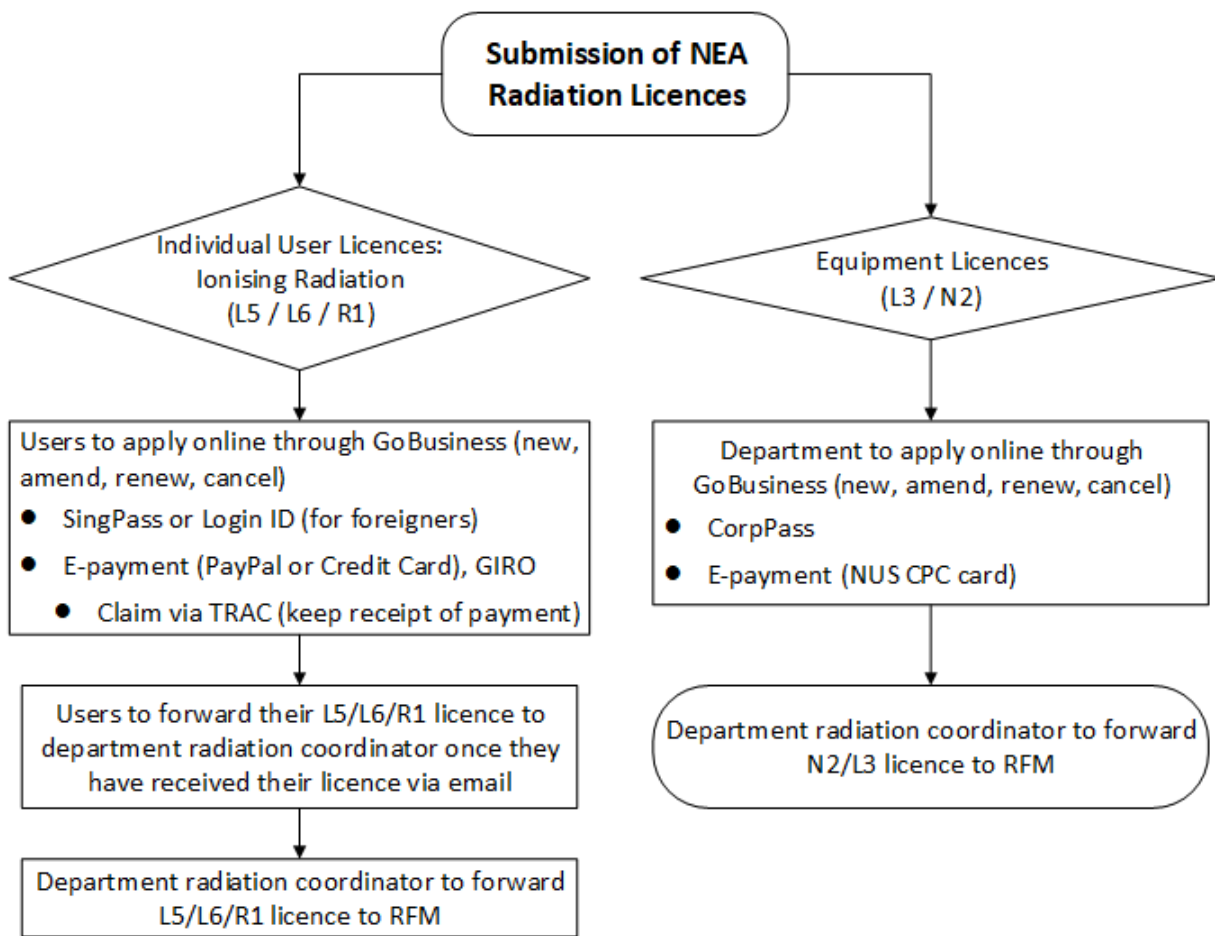 Submission of NEA
Radiation Licences
Individual User Licences:
Ionising Radiation
(L5 / L6 / R1)
Users to apply online through GoBusiness (new,
amend, renew, cancel)
● SingPass or Login ID (for foreigners)
● E-payment (PayPal or Credit Card), GIRO
● Claim via TRAC (keep receipt of payment)
Users to forward their L5/L6/R1 licence to
department radiation coordinator once they
have received their licence via email
Department radiation coordinator to forward
L5/L6/R1 licence to RFM
Equipment Licences
(L3 / N2)
Department to apply online through
GoBusiness (new, amend, renew, cancel)
● CorpPass
● E-payment (NUS CPC card)
Department radiation coordinator to forward
N2/L3 licence to RFM